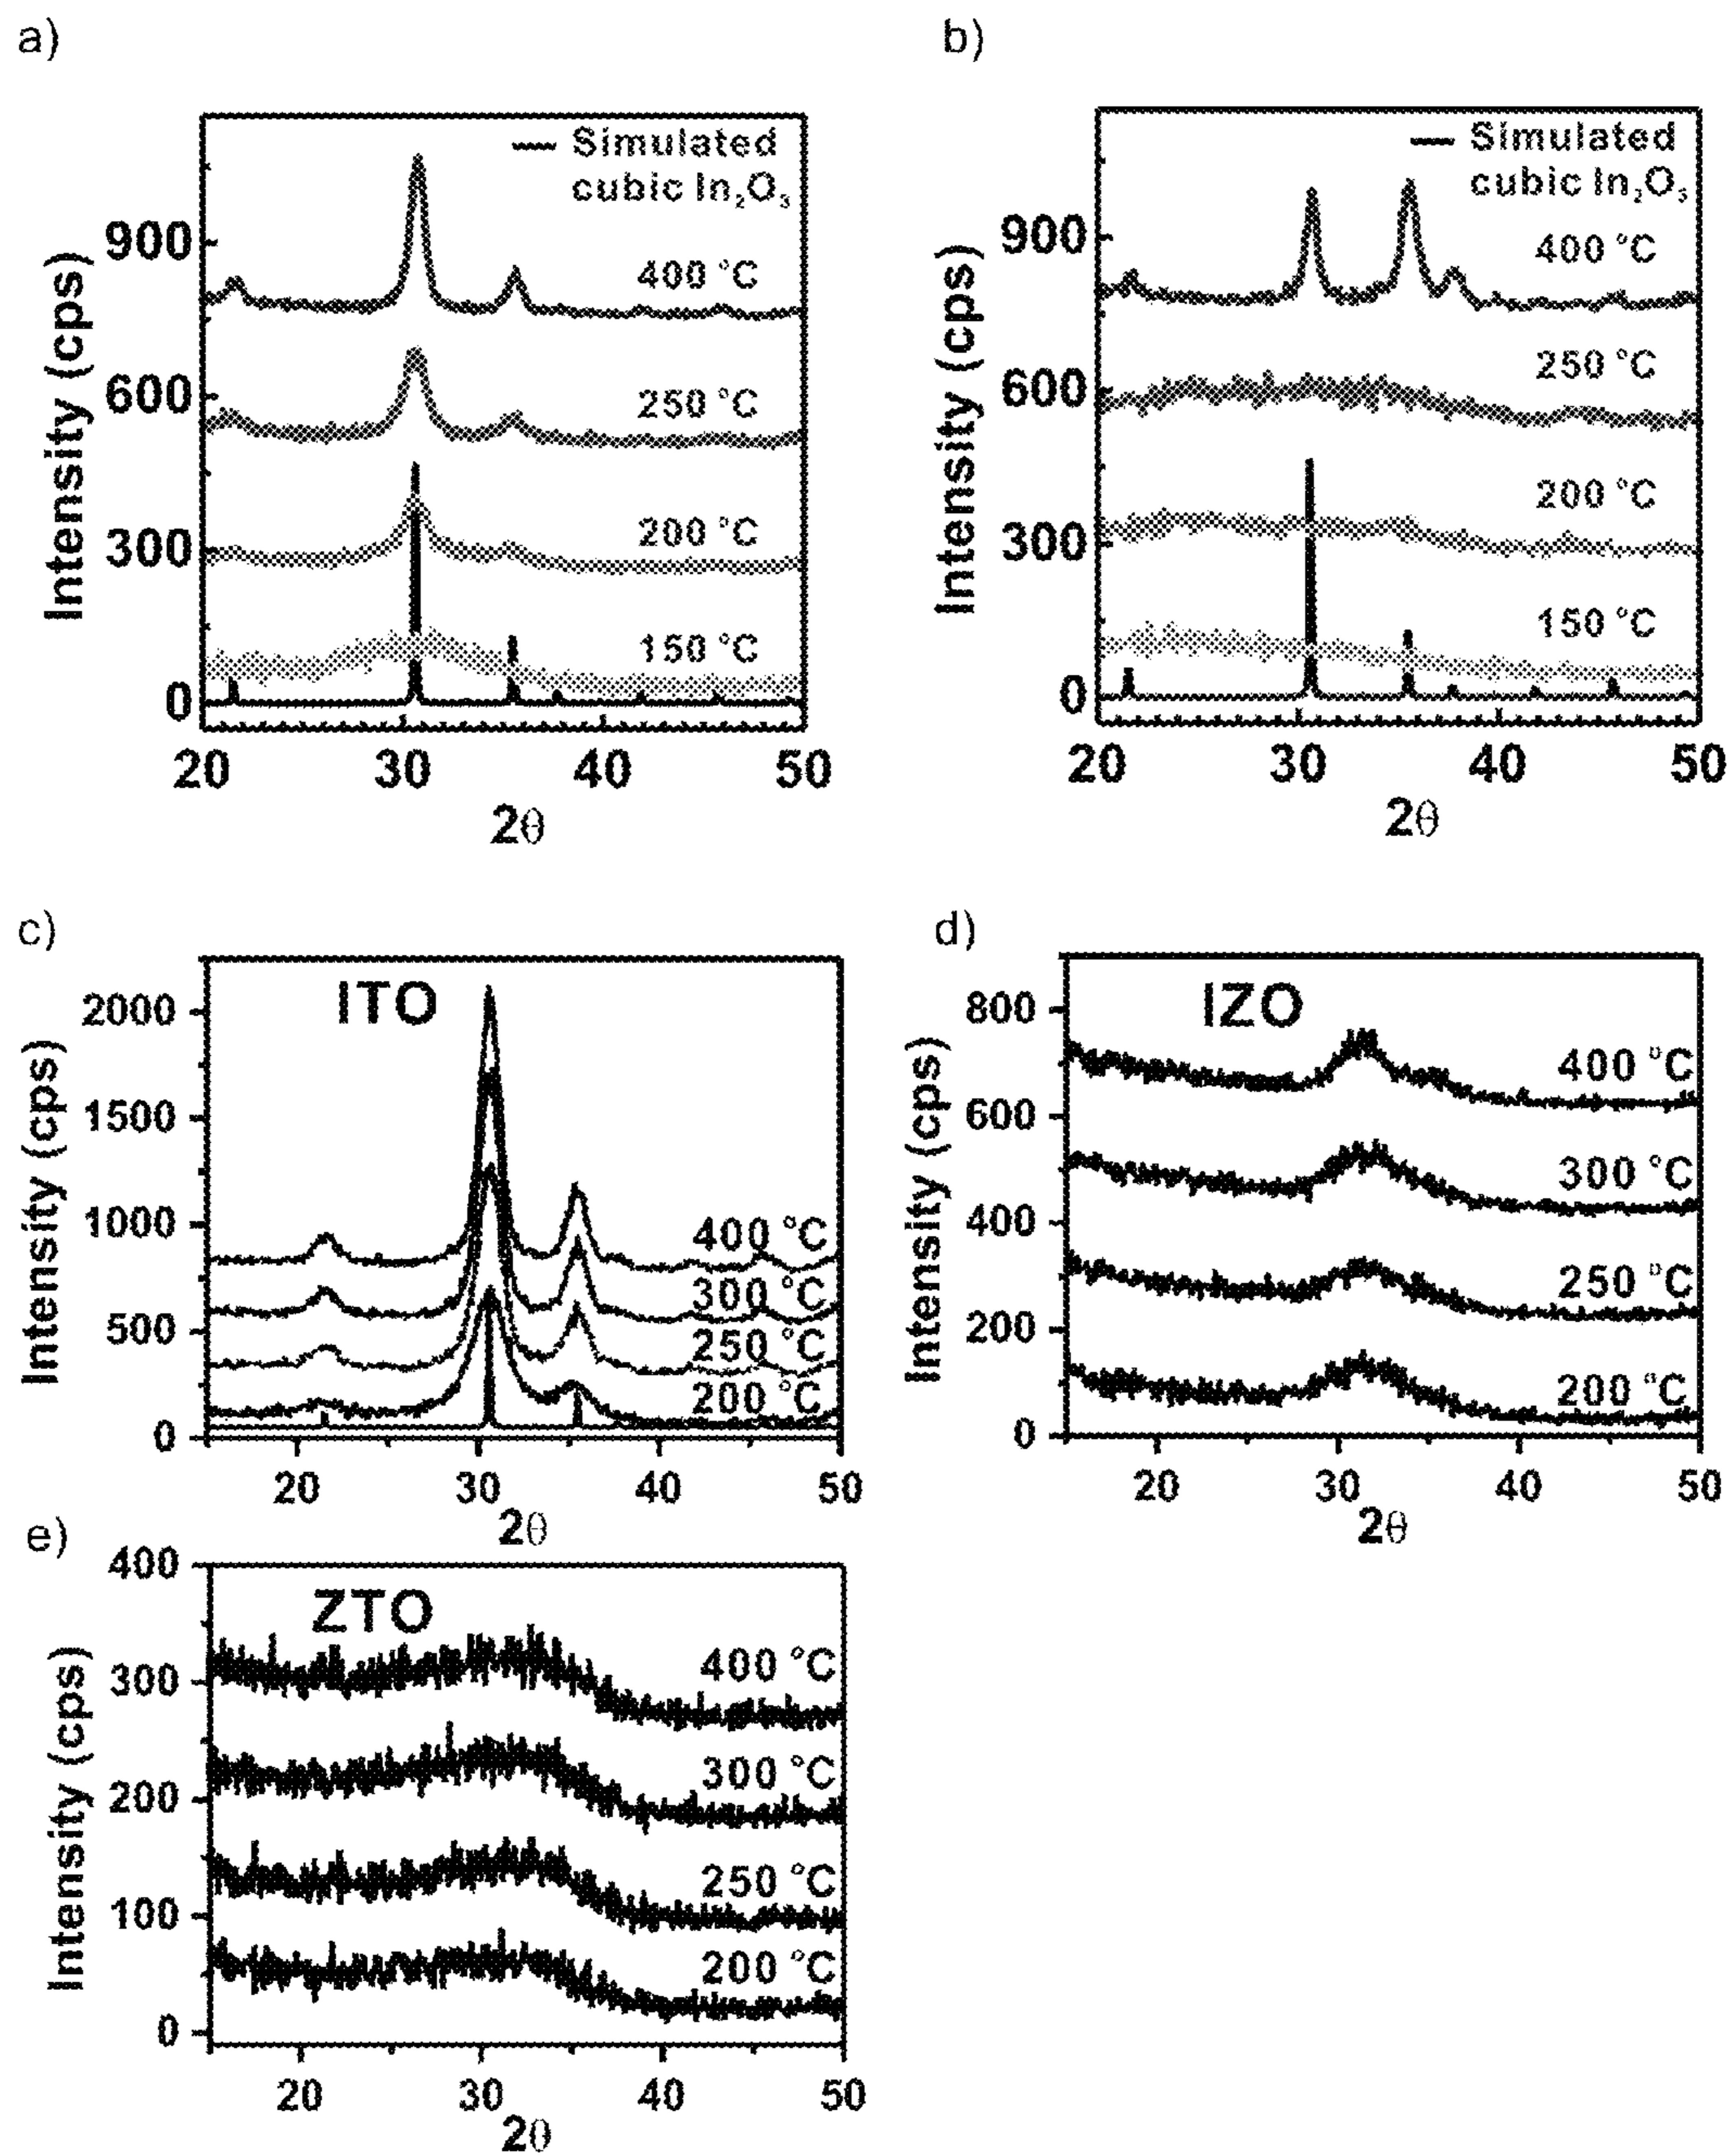 a)
Simulated
cubic In₂O₃
400 °C
250 °C
200 °C
150 °C
900
600
300
0
Intensity (cps)
20 30 40 50
2θ
b)
Simulated
cubic In₂O₃
400 °C
250 °C
200 °C
150 °C
900
600
300
0
Intensity (cps)
20 30 40 50
2θ
c)
ITO
2000
1500
1000
500
0
Intensity (cps)
400 °C
300 °C
250 °C
200 °C
20 30 40 50
2θ
d)
IZO
800
600
400
200
0
Intensity (cps)
400 °C
300 °C
250 °C
200 °C
20 30 40 50
2θ
e)
ZTO
400
300
200
100
0
Intensity (cps)
400 °C
300 °C
250 °C
200 °C
20 30 40 50
2θ